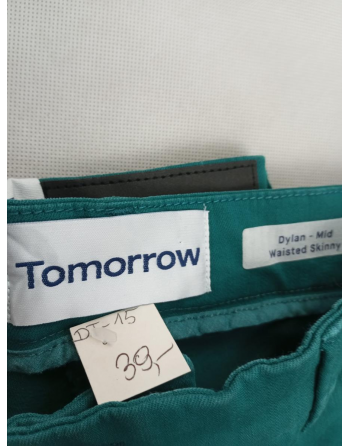 Dylan - Mid
Waisted Skinny
Tomorrow
DT-15
39,-